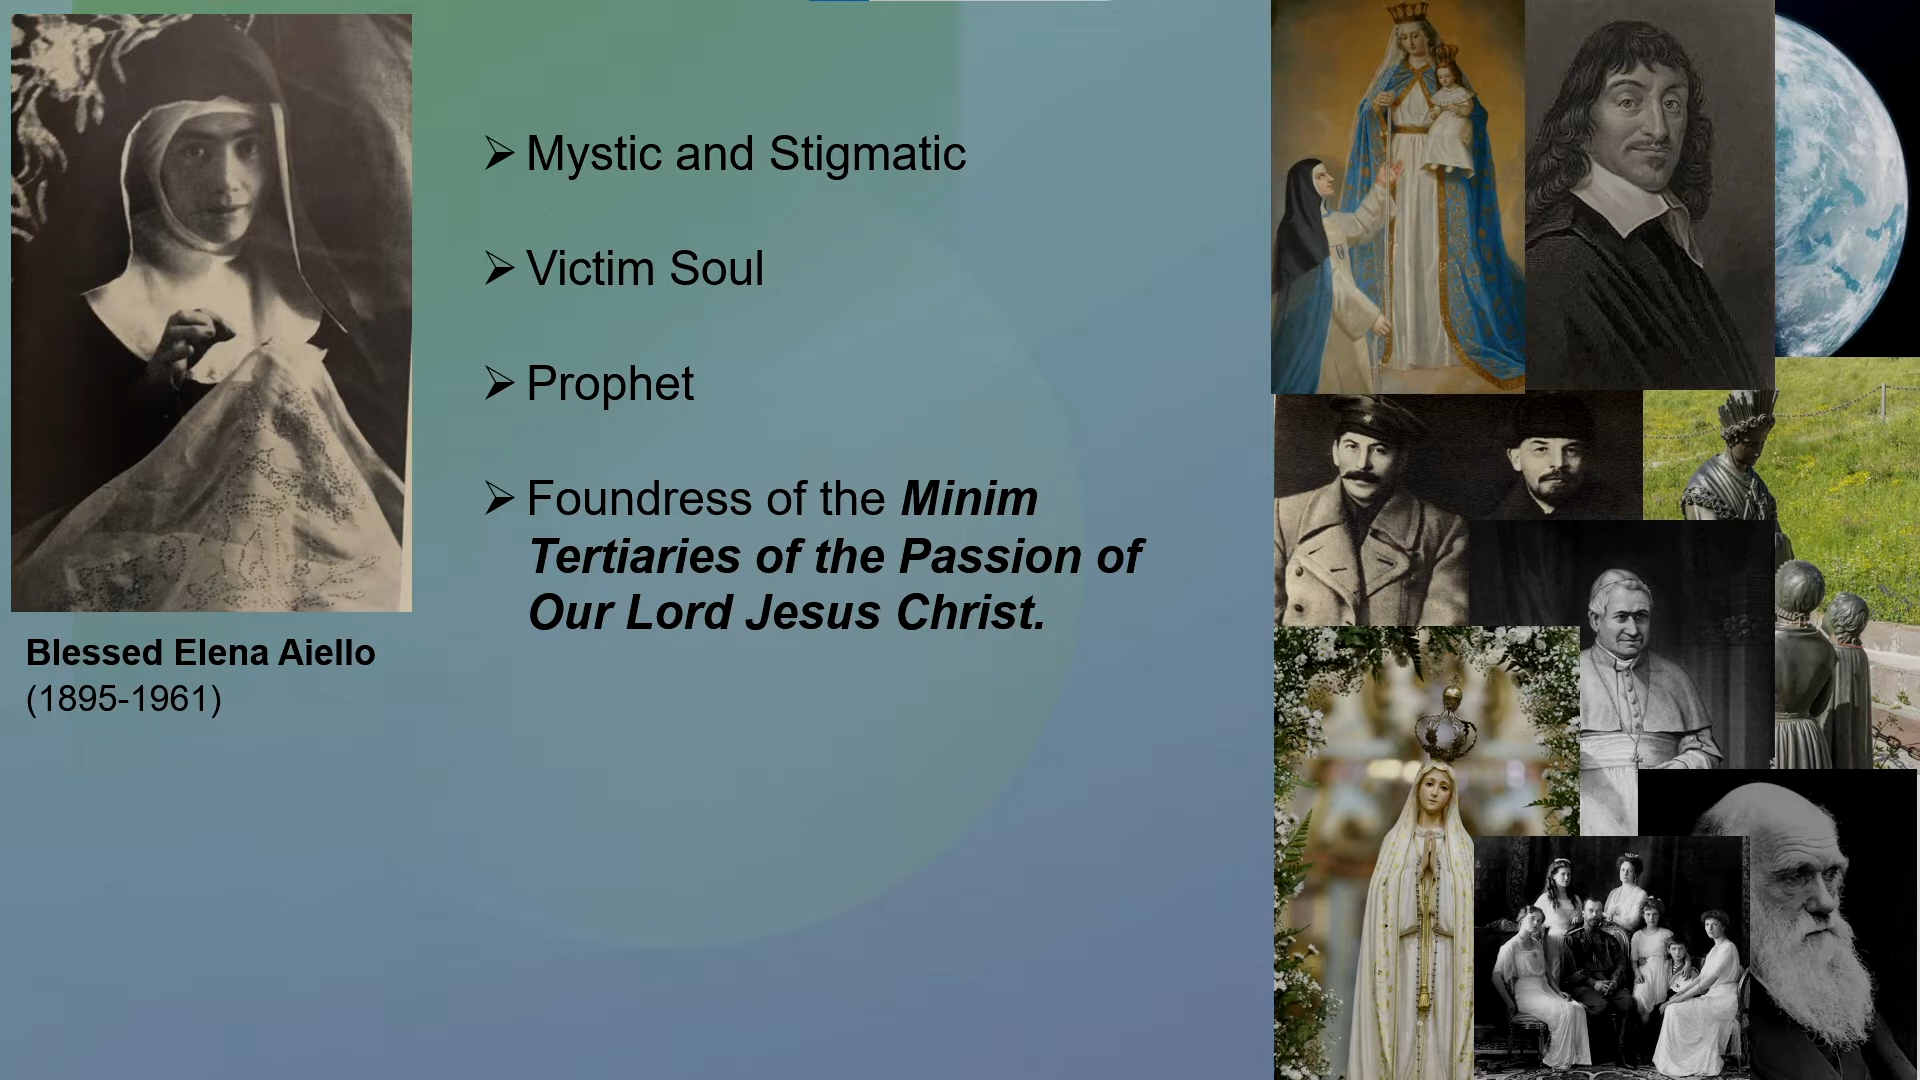 Mystic and Stigmatic
Victim Soul
Prophet
Foundress of the Minim
Tertiaries of the Passion of
Our Lord Jesus Christ.
Blessed Elena Aiello
(1895-1961)